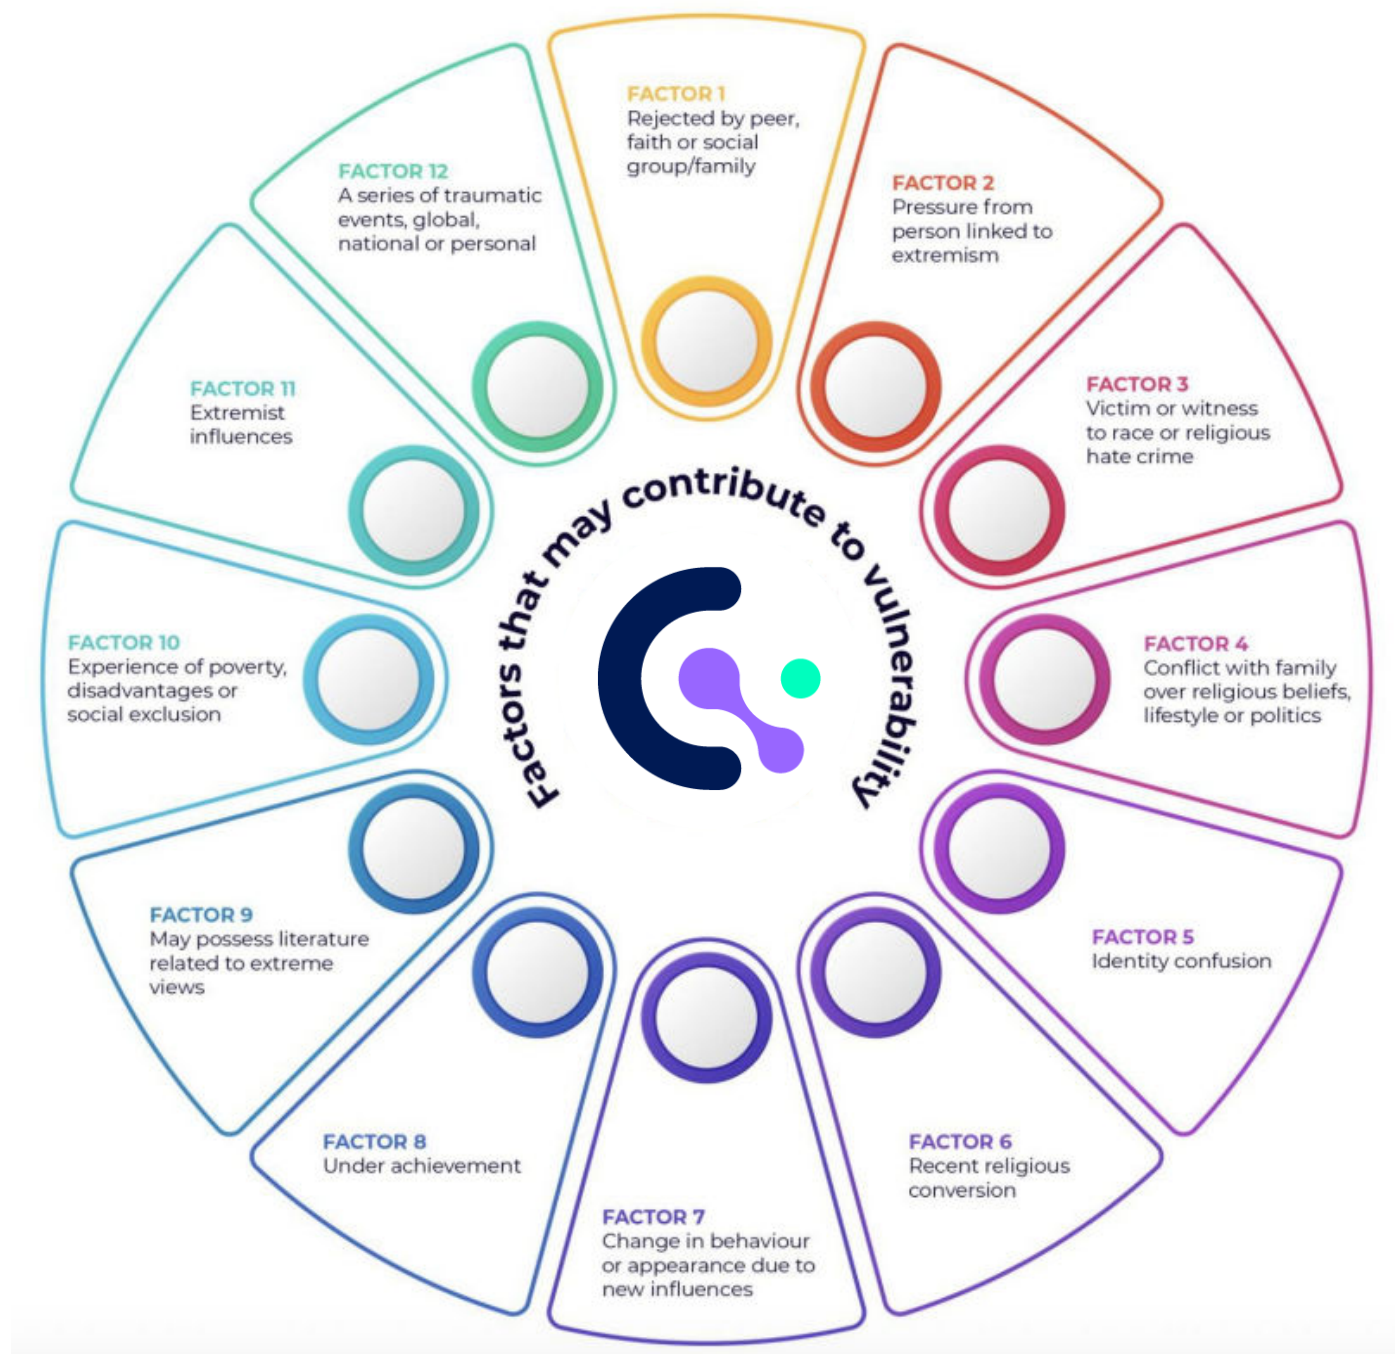 FACTOR 1
Rejected by peer,
faith or social
group/family
FACTOR 2
Pressure from
person linked to
extremism
FACTOR 3
Victim or witness
to race or religious
hate crime
FACTOR 4
Conflict with family
over religious beliefs,
lifestyle or politics
FACTOR 5
Identity confusion
FACTOR 6
Recent religious
conversion
FACTOR 7
Change in behaviour
or appearance due to
new influences
FACTOR 8
Under achievement
FACTOR 9
May possess literature
related to extreme
views
FACTOR 10
Experience of poverty,
disadvantages or
social exclusion
FACTOR 11
Extremist
influences
FACTOR 12
A series of traumatic
events, global,
national or personal
Factors that may contribute to vulnerability